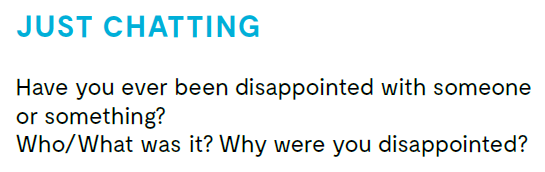 JUST CHATTING
Have you ever been disappointed with someone
or something?
Who/What was it? Why were you disappointed?